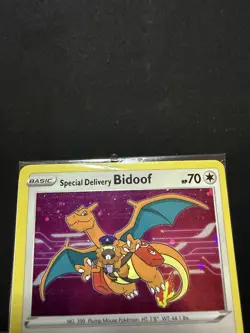 BASIC Special Delivery Bidoof HP70
NO. 399 Plump Mouse Pokémon HT: 1'8" WT: 44.1 lbs